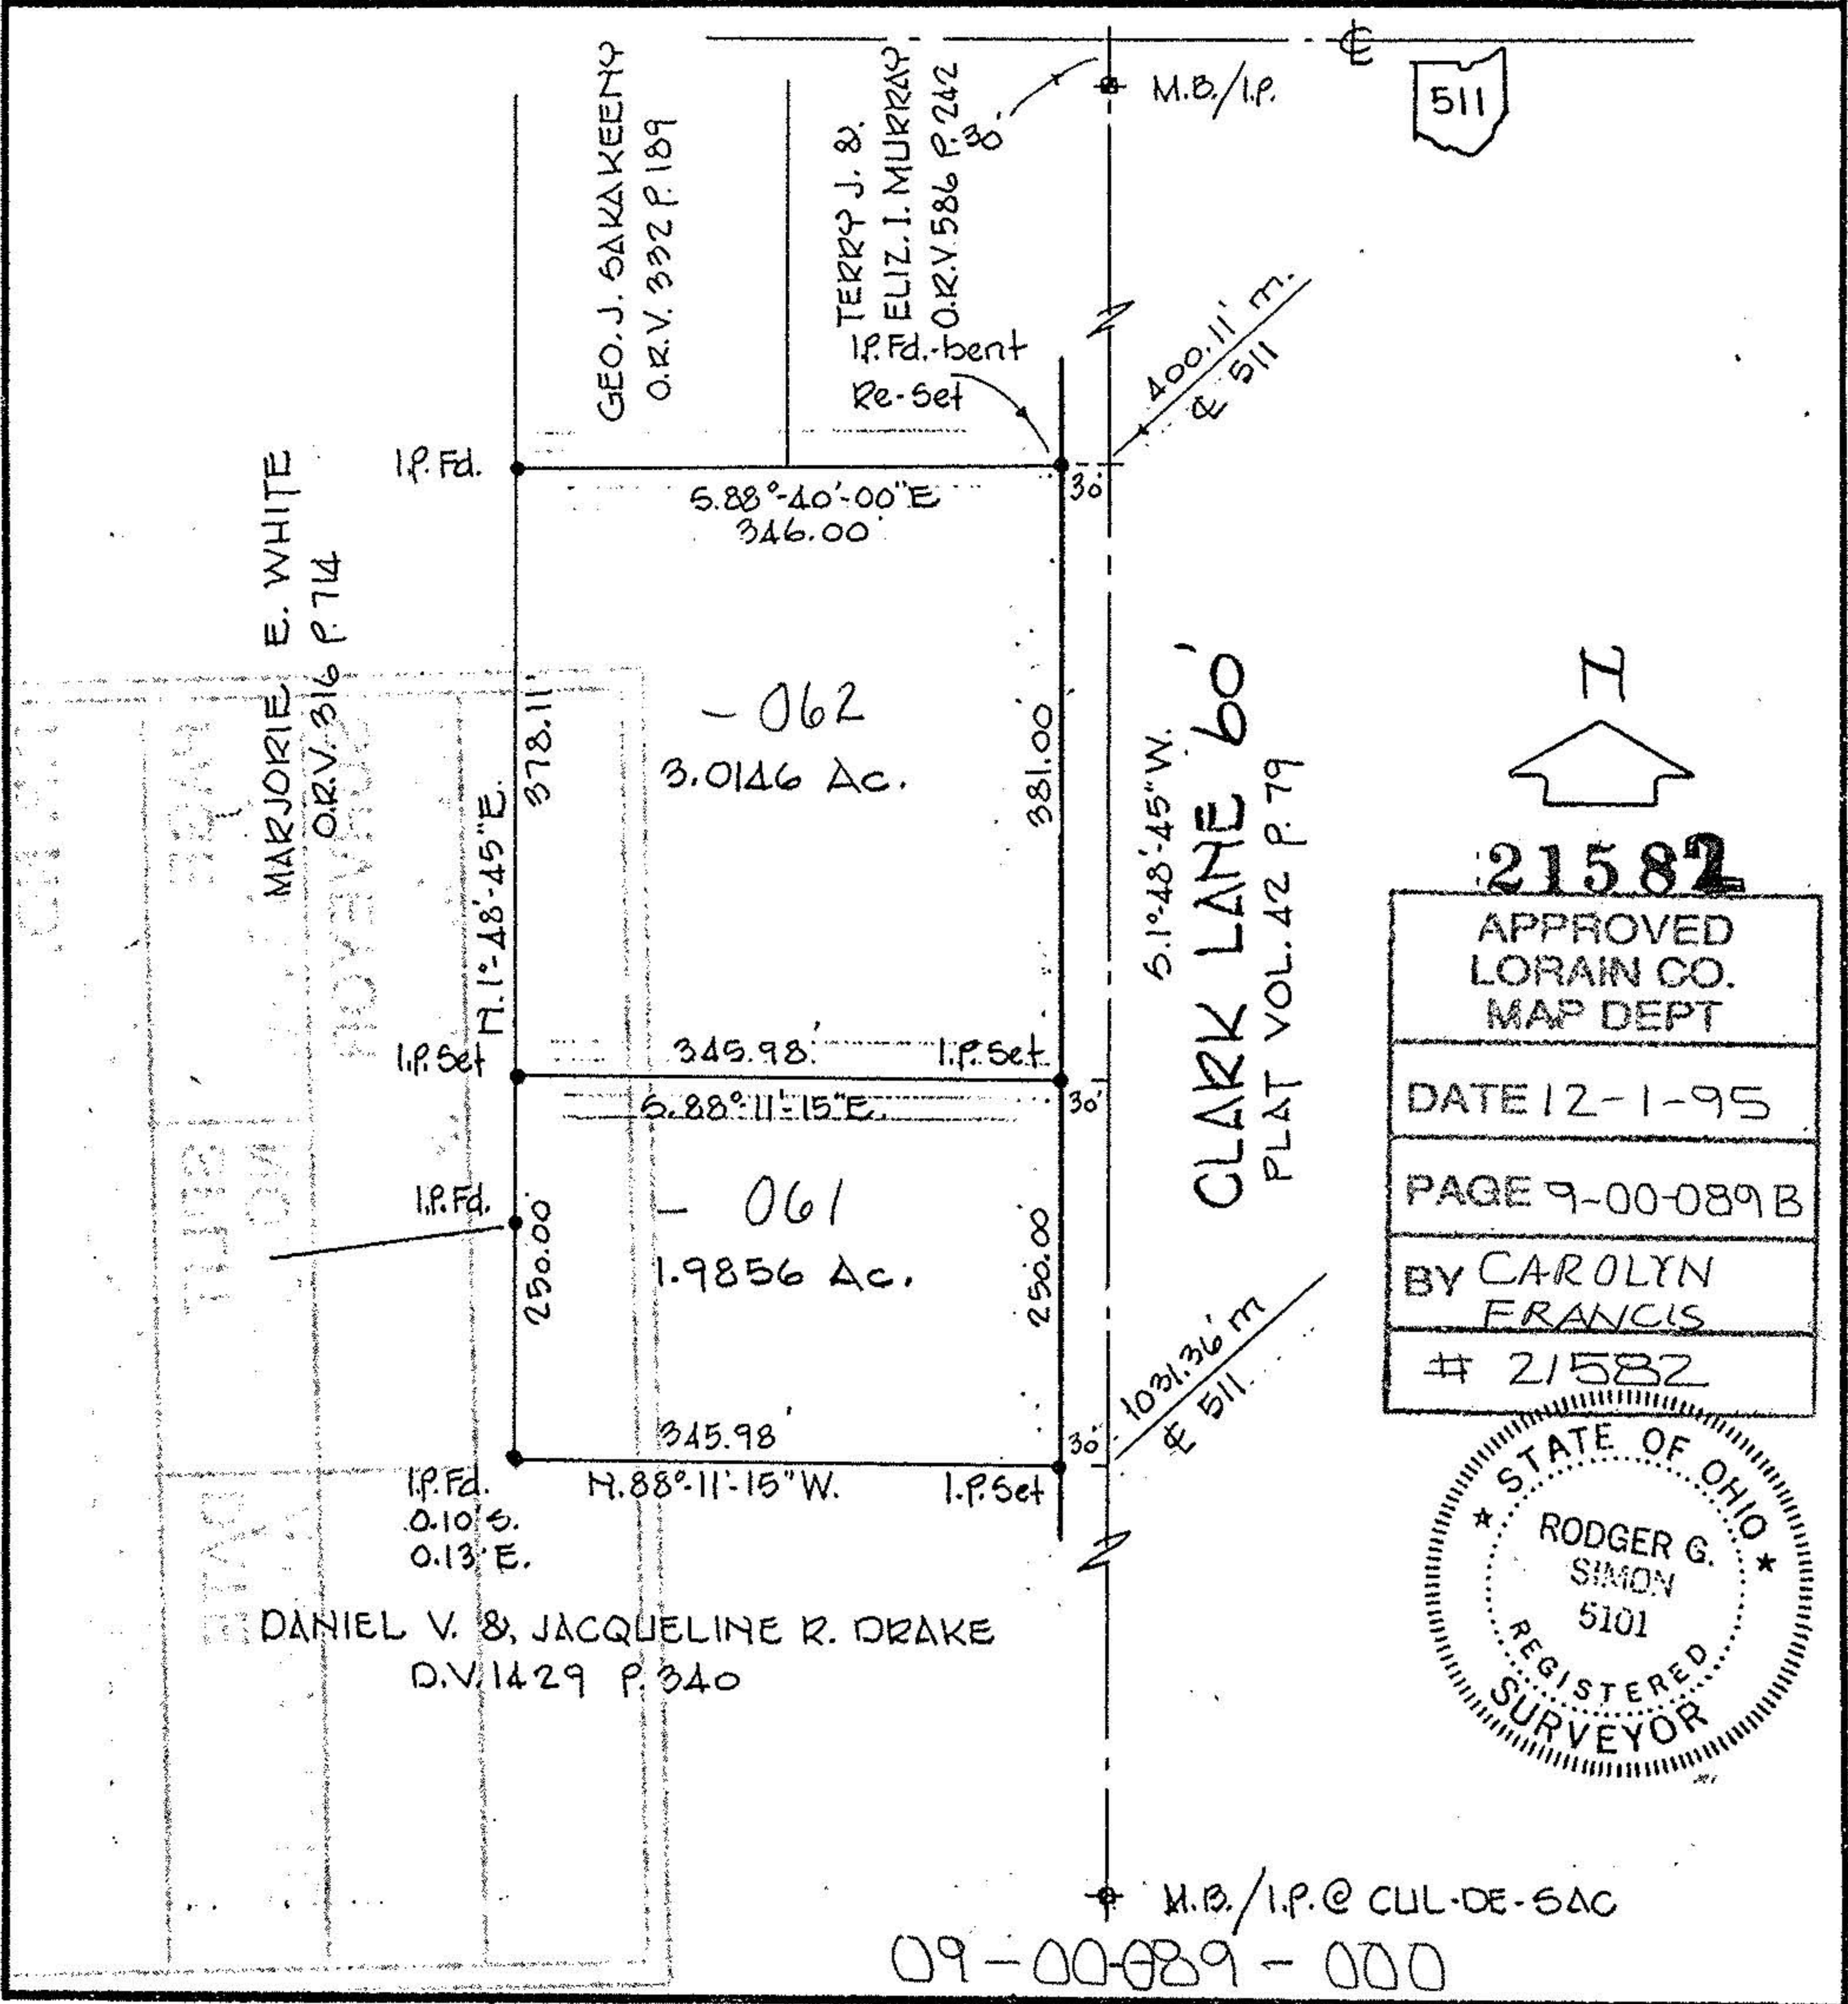 GEO. J. SAKAKEENY
O.R.V. 332 P. 189
TERRY J. &
ELIZ. I. MURRAY
O.R.V. 586 P. 242
30'
M.B./I.P.
℄
511
I.P. Fd.-bent
Re-Set
400.11' m.
℄ 511
I.P. Fd.
S.88°-40'-00"E
346.00'
30'
MARJORIE E. WHITE
O.R.V. 316 P. 714
N.1°-48'-45"E.
378.11'
- 062
3.0146 Ac.
381.00
S.1°-48'-45"W.
CLARK LANE 60'
PLAT VOL. 42 P. 79
N
21582
APPROVED
LORAIN CO.
MAP DEPT
DATE 12-1-95
PAGE 9-00-089B
BY CAROLYN
FRANCIS
# 21582
I.P. Set
345.98'
I.P. Set
S.88°-11'-15"E.
30'
I.P. Fd.
250.00'
- 061
1.9856 Ac.
250.00
1031.36' m
℄ 511
345.98'
30'
I.P. Fd.
0.10' S.
0.13' E.
N.88°-11'-15"W.
I.P. Set
STATE OF OHIO
RODGER G.
SIMON
5101
REGISTERED
SURVEYOR
DANIEL V. & JACQUELINE R. DRAKE
D.V. 1429 P. 340
M.B./I.P. @ CUL-DE-SAC
09-00-089-000